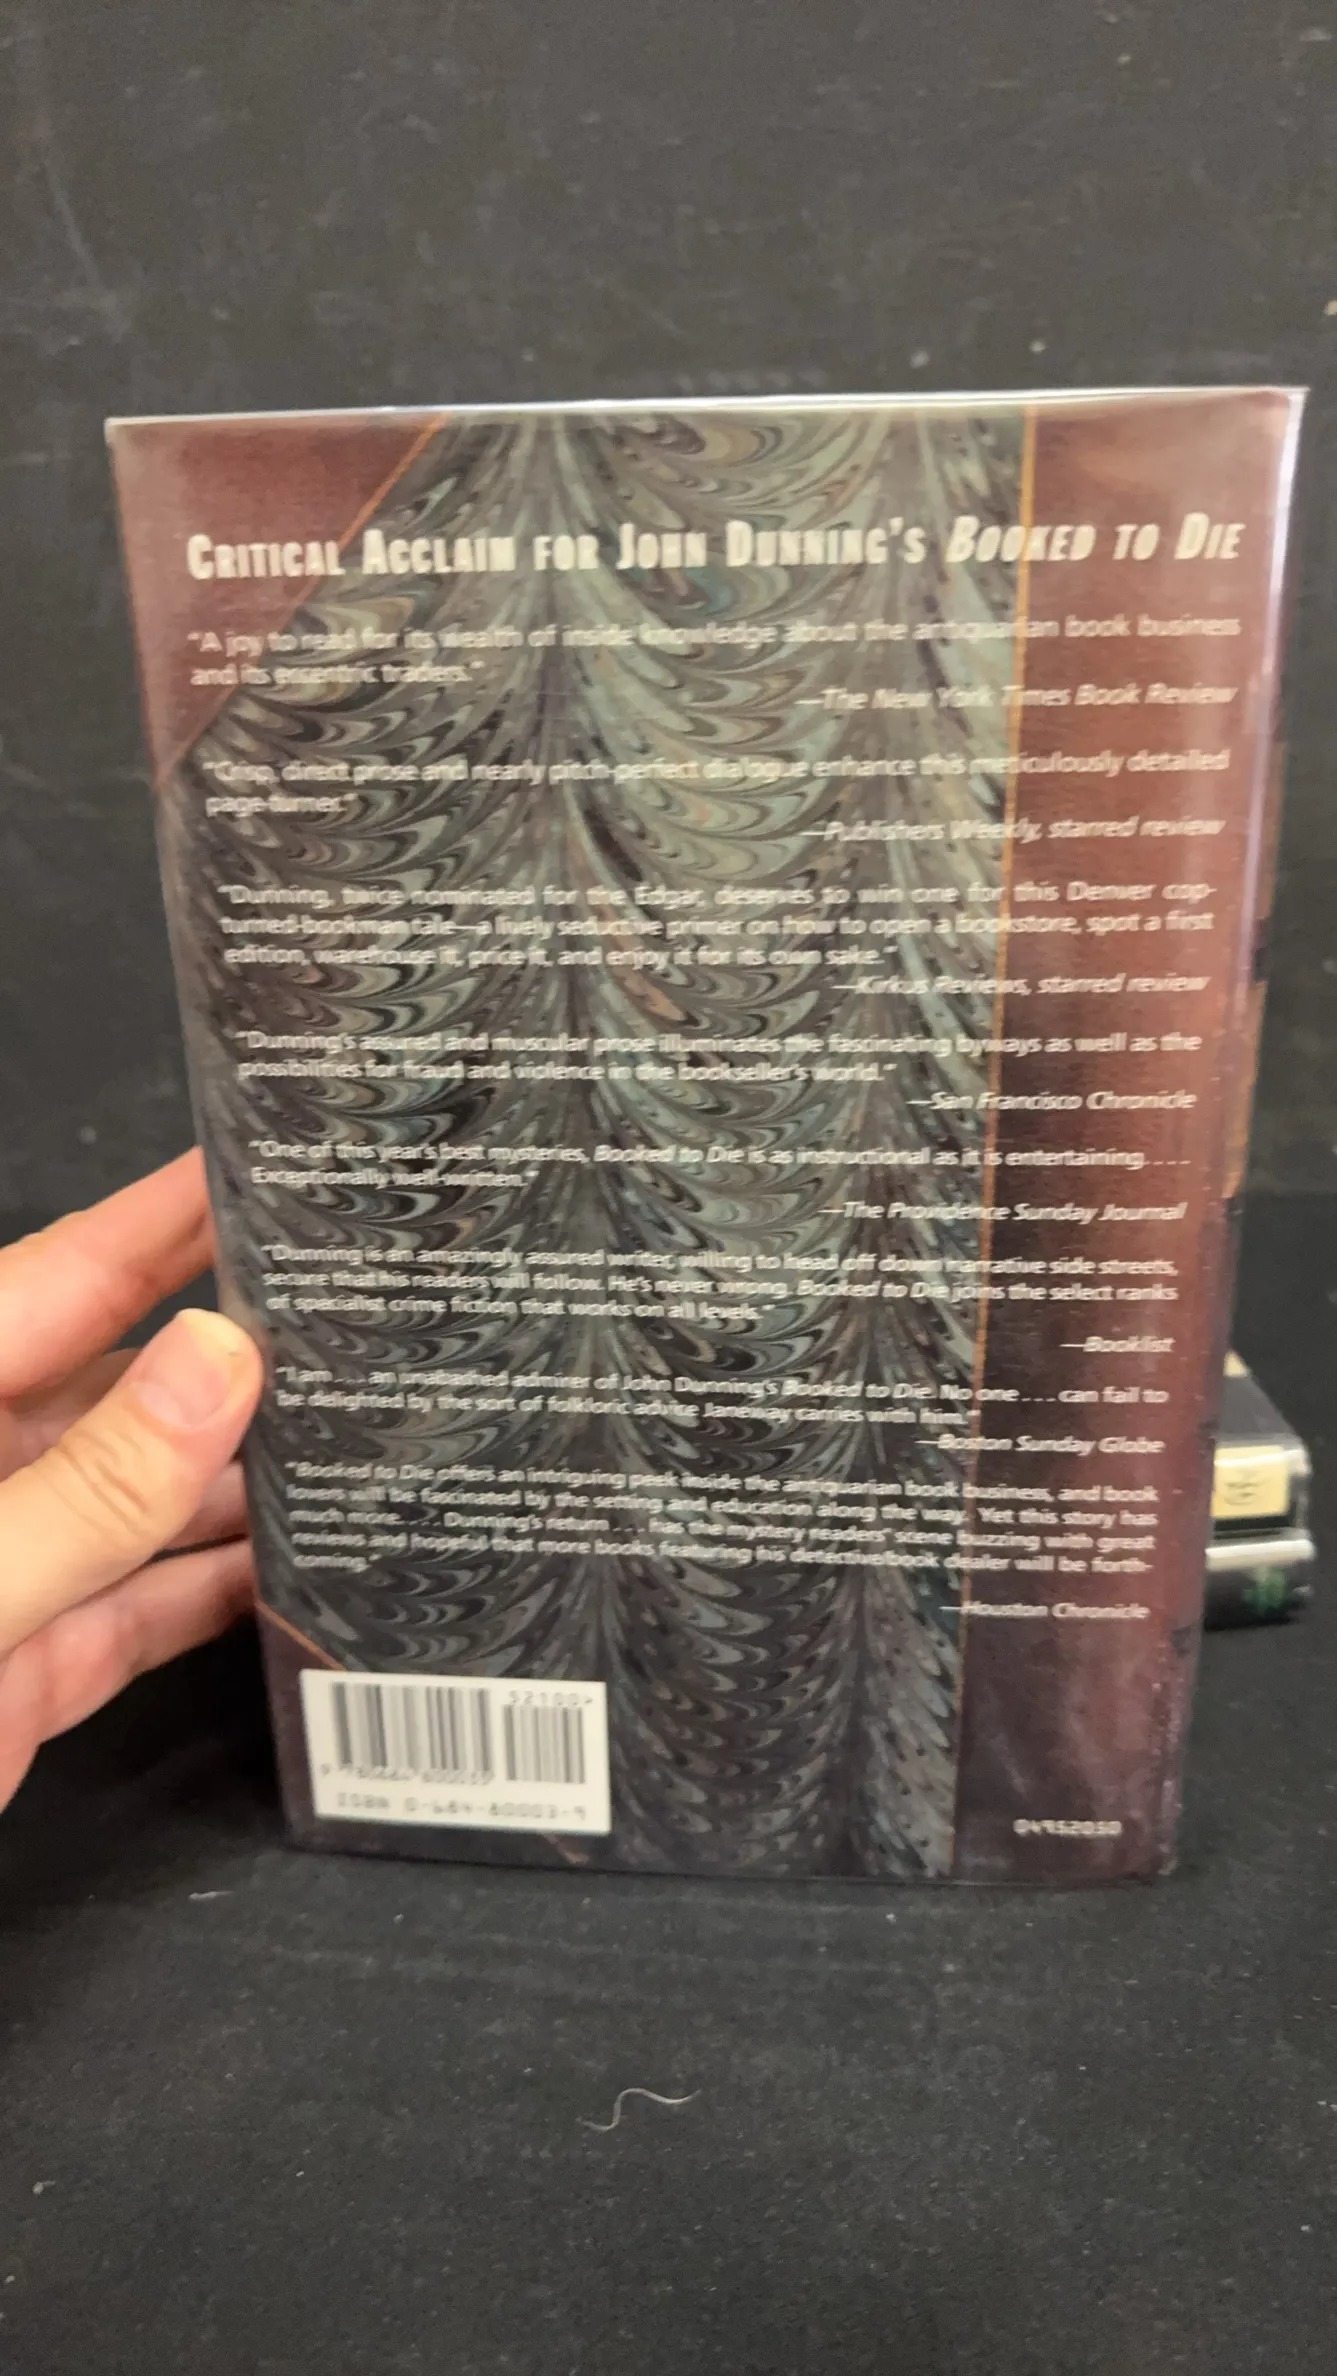 CRITICAL ACCLAIM FOR JOHN DUNNING'S BOOKED TO DIE
"A joy to read for its wealth of inside knowledge about the antiquarian book business
and its eccentric traders."
—The New York Times Book Review
"Crisp, direct prose and nearly pitch-perfect dialogue enhance this meticulously detailed
page-turner."
—Publishers Weekly, starred review
"Dunning, twice nominated for the Edgar, deserves to win one for this Denver cop-
turned-bookman tale—a lively seductive primer on how to open a bookstore, spot a first
edition, warehouse it, price it, and enjoy it for its own sake."
—Kirkus Reviews, starred review
"Dunning's assured and muscular prose illuminates the fascinating byways as well as the
possibilities for fraud and violence in the bookseller's world."
—San Francisco Chronicle
"One of this year's best mysteries, Booked to Die is as instructional as it is entertaining. . . .
Exceptionally well-written."
—The Providence Sunday Journal
"Dunning is an amazingly assured writer, willing to head off down narrative side streets,
secure that his readers will follow. He's never wrong. Booked to Die joins the select ranks
of specialist crime fiction that works on all levels."
—Booklist
"I am . . . an unabashed admirer of John Dunning's Booked to Die. No one . . . can fail to
be delighted by the sort of folkloric advice Janeway carries with him."
—Boston Sunday Globe
"Booked to Die offers an intriguing peek inside the antiquarian book business, and book
lovers will be fascinated by the setting and education along the way. Yet this story has
much more. . . . Dunning's return . . . has the mystery readers' scene buzzing with great
reviews and hopeful that more books featuring his detective/book dealer will be forth-
coming."
—Houston Chronicle
52100>
ISBN 0-684-80003-9